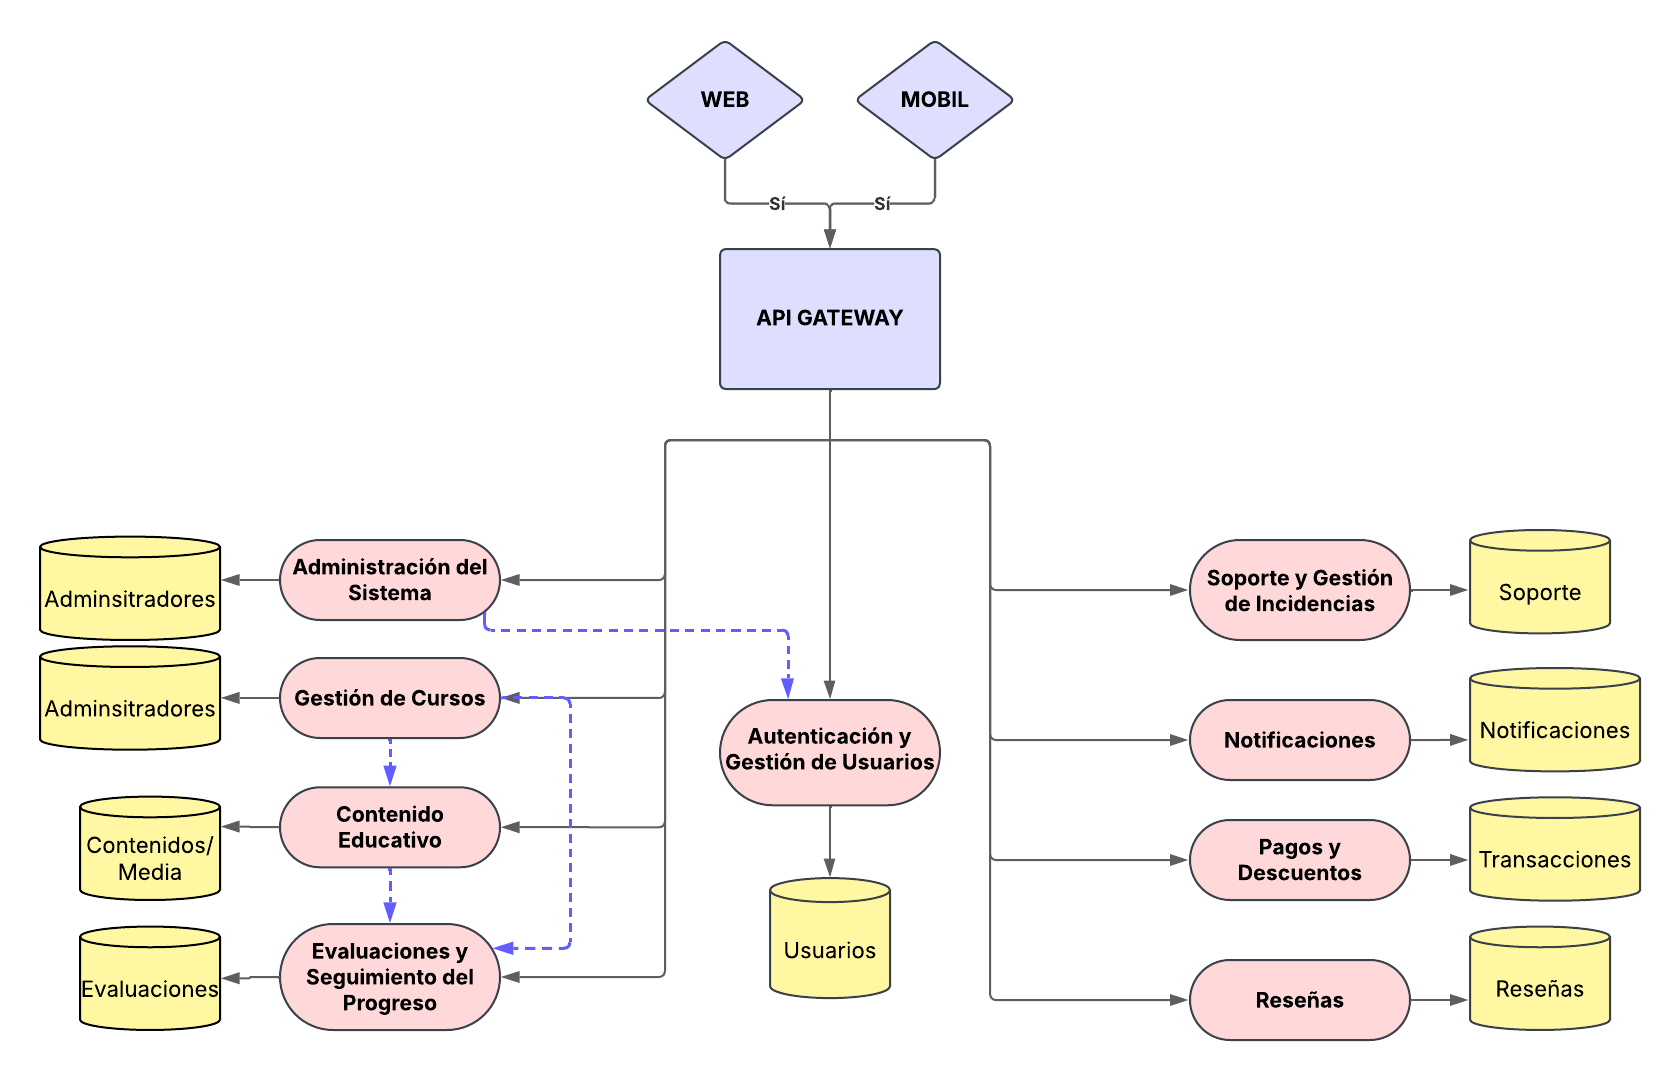 WEB
MOBIL
Sí
Sí
API GATEWAY
Adminsitradores
Administración del
Sistema
Soporte y Gestión
de Incidencias
Soporte
Adminsitradores
Gestión de Cursos
Autenticación y
Gestión de Usuarios
Notificaciones
Notificaciones
Contenidos/
Media
Contenido
Educativo
Pagos y
Descuentos
Transacciones
Evaluaciones
Evaluaciones y
Seguimiento del
Progreso
Usuarios
Reseñas
Reseñas